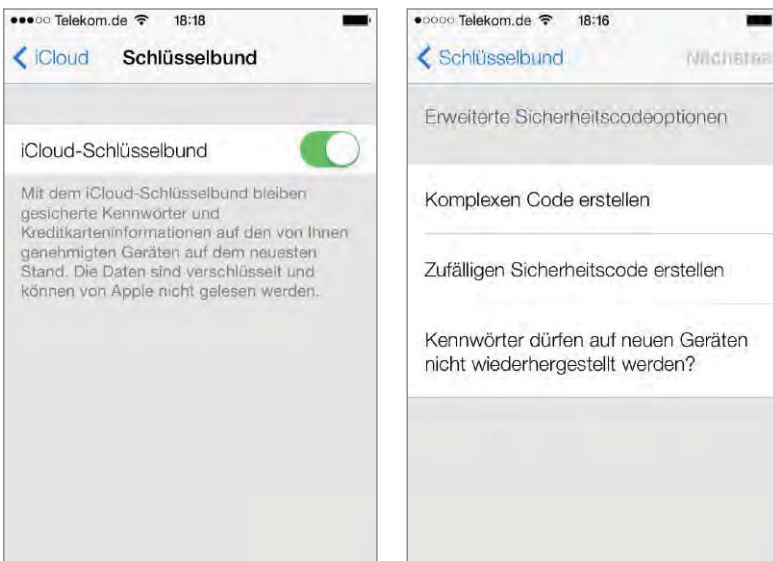 Telekom.de 18:18
iCloud Schlüsselbund
iCloud-Schlüsselbund
Mit dem iCloud-Schlüsselbund bleiben
gesicherte Kennwörter und
Kreditkarteninformationen auf den von Ihnen
genehmigten Geräten auf dem neuesten
Stand. Die Daten sind verschlüsselt und
können von Apple nicht gelesen werden.
Telekom.de 18:16
Schlüsselbund
Erweiterte Sicherheitscodeoptionen
Komplexen Code erstellen
Zufälligen Sicherheitscode erstellen
Kennwörter dürfen auf neuen Geräten
nicht wiederhergestellt werden?